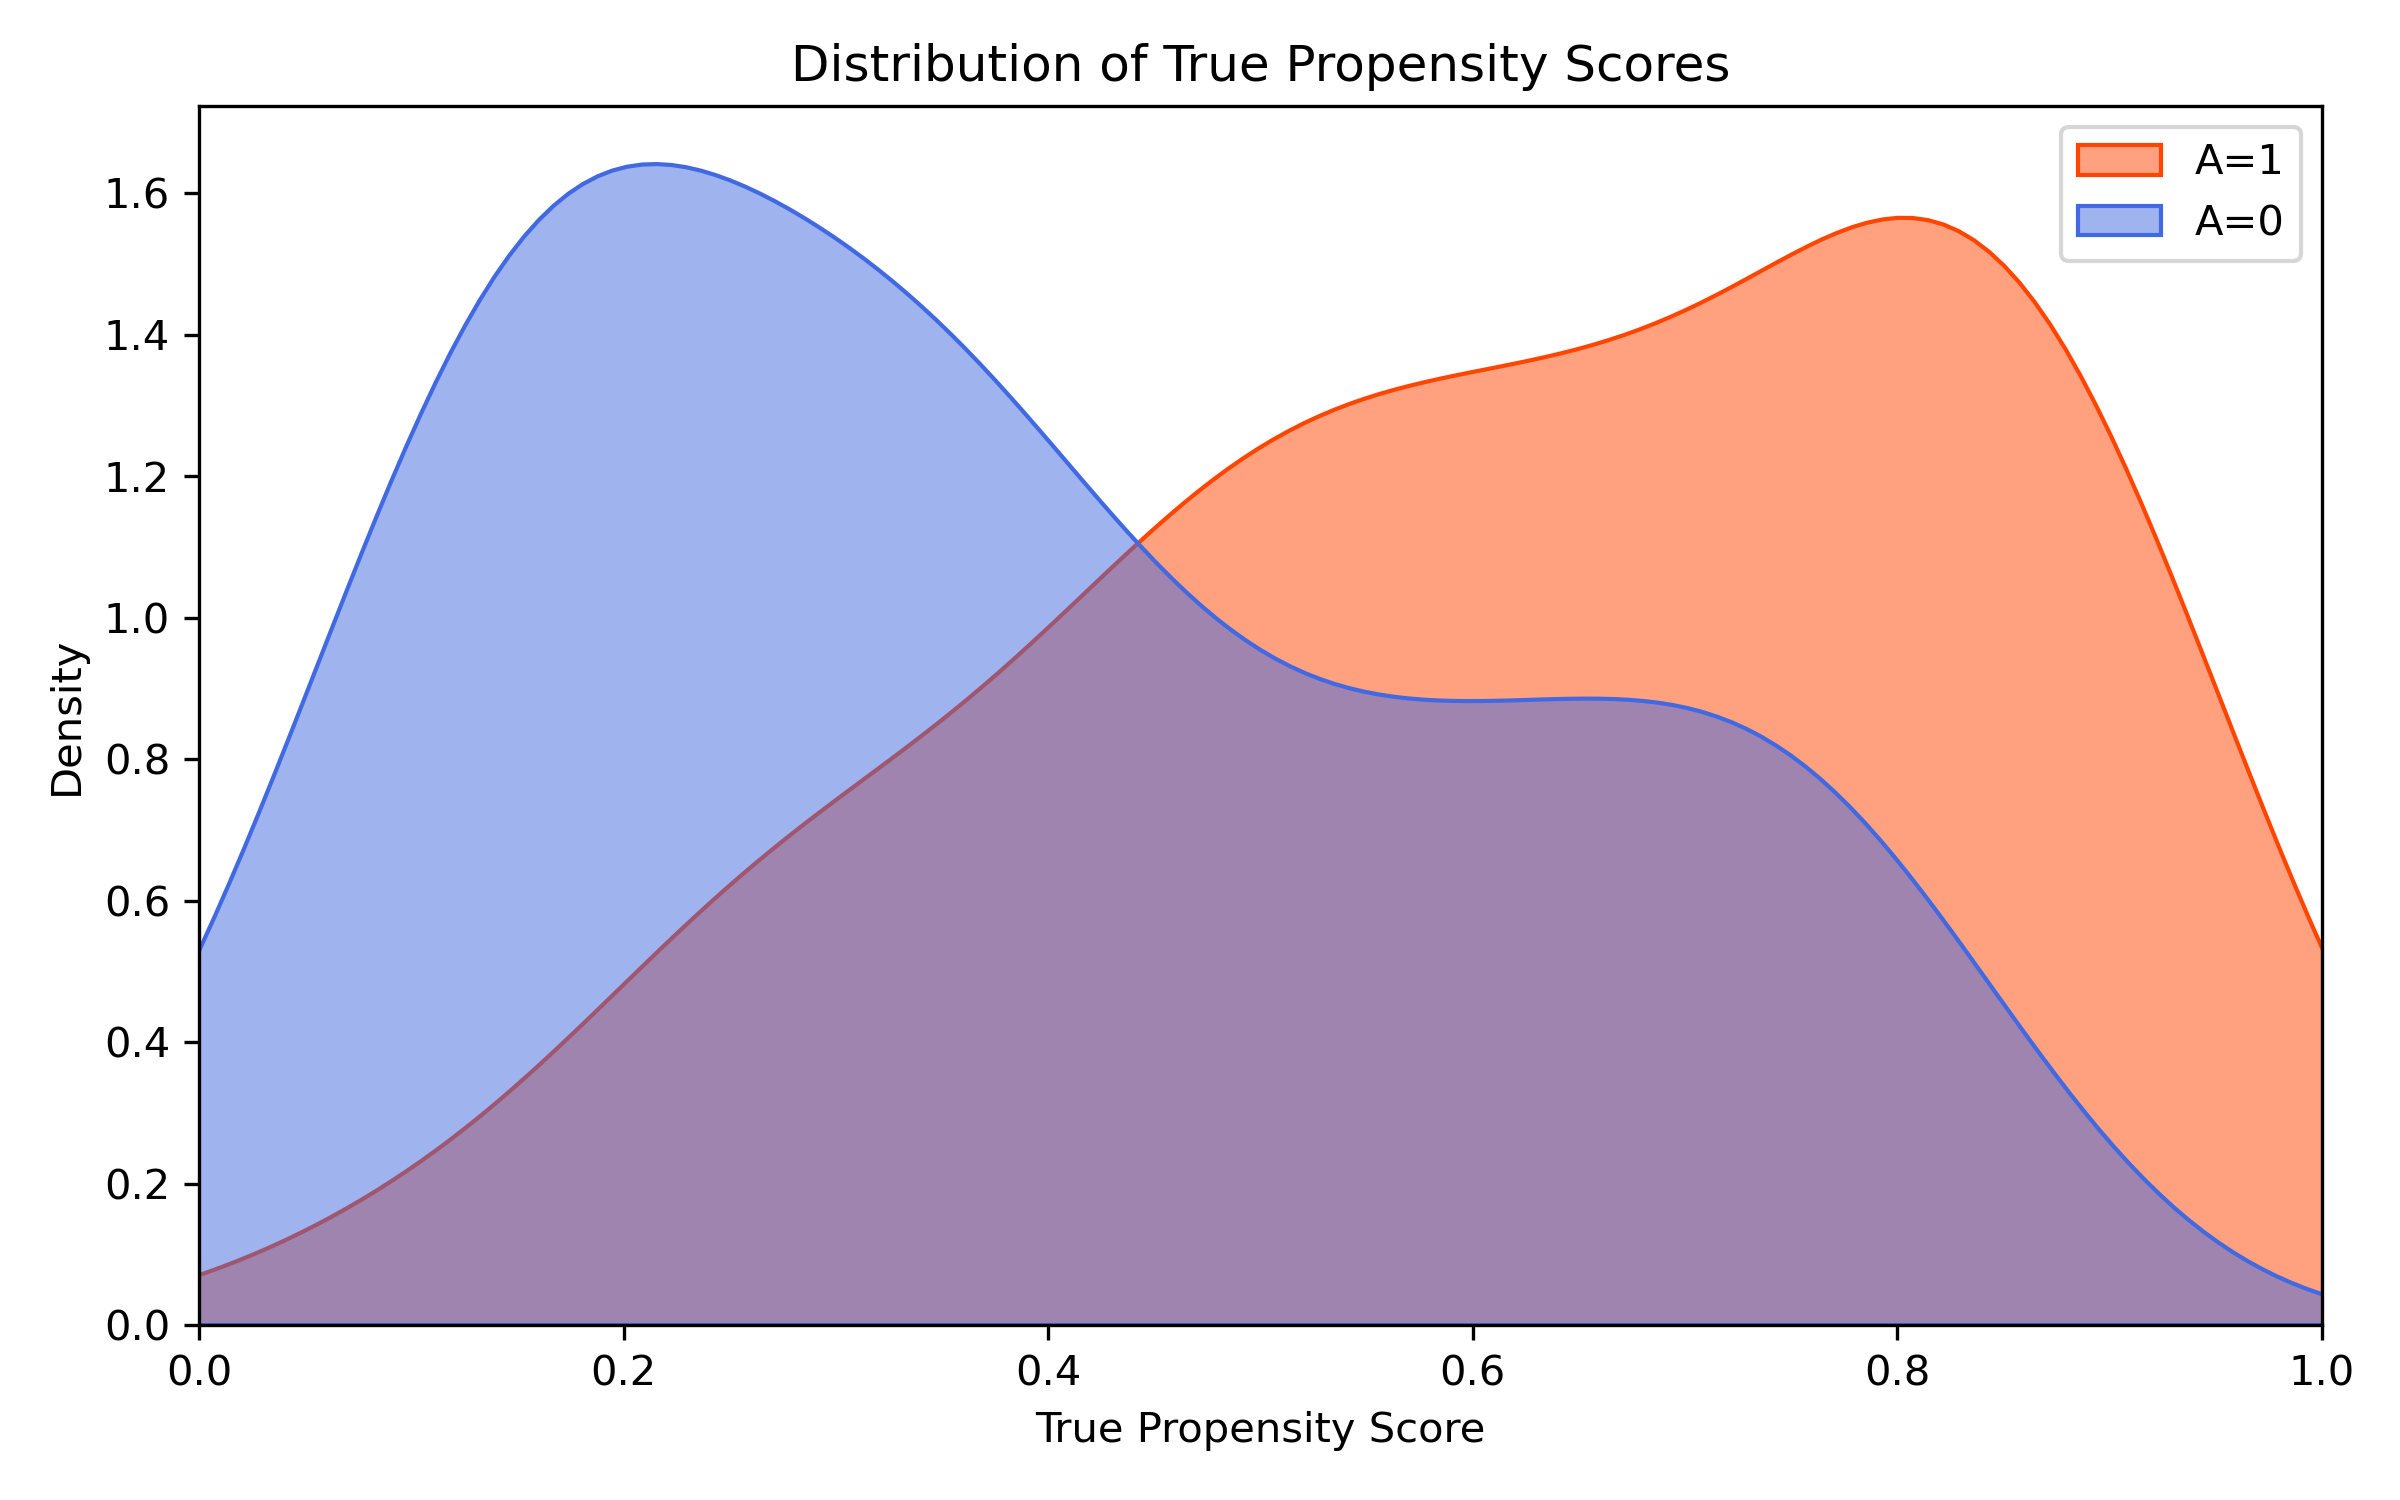 Distribution of True Propensity Scores
A=1
A=0
Density
1.6
1.4
1.2
1.0
0.8
0.6
0.4
0.2
0.0
0.0 0.2 0.4 0.6 0.8 1.0
True Propensity Score